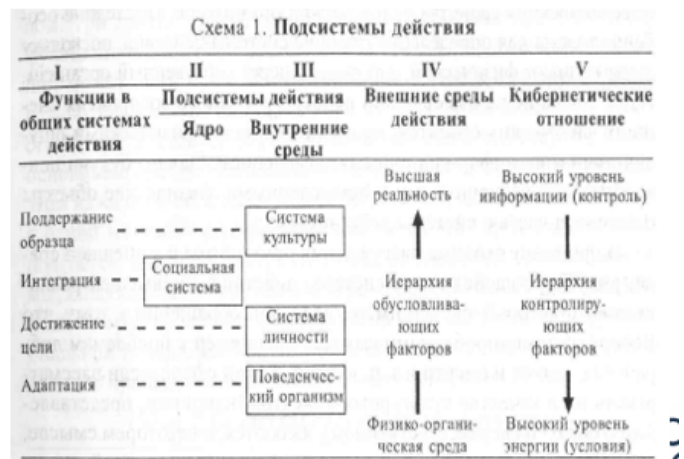 Схема 1. Подсистемы действия
I II III IV V
Функции в общих системах действия
Подсистемы действия
Ядро Внутренние среды
Внешние среды действия
Кибернетические отношение
Высшая реальность
Высокий уровень информации (контроль)
Поддержание образца
Система культуры
Интеграция
Социальная система
Иерархия обусловлива-
ющих
факторов
Иерархия контролиру-
ющих
факторов
Достижение цели
Система личности
Адаптация
Поведенчес-
кий организм
Физико-органи-
ческая среда
Высокий уровень энергии (условия)